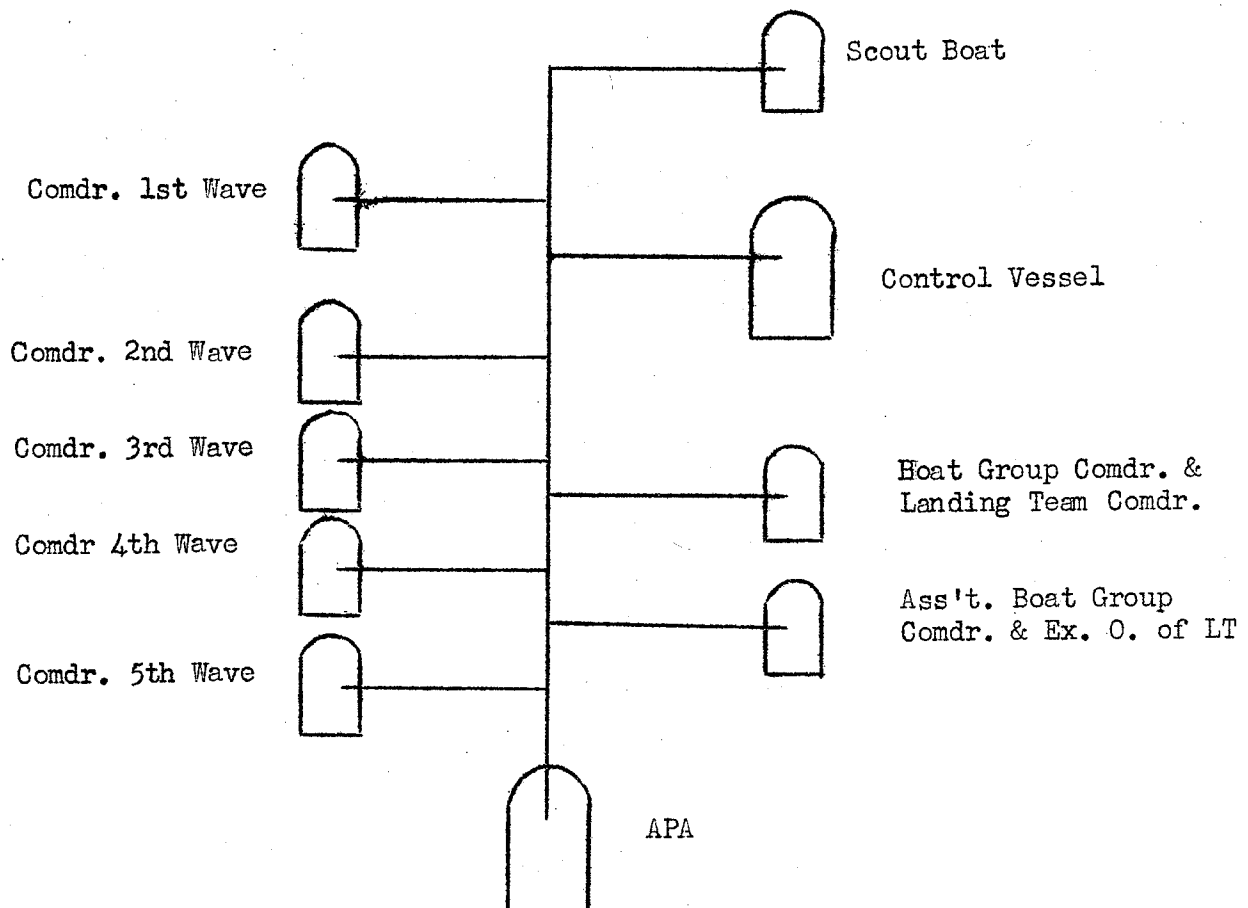 Scout Boat
Comdr. 1st Wave
Control Vessel
Comdr. 2nd Wave
Comdr. 3rd Wave
Boat Group Comdr. &
Landing Team Comdr.
Comdr 4th Wave
Ass't. Boat Group
Comdr. & Ex. O. of LT
Comdr. 5th Wave
APA